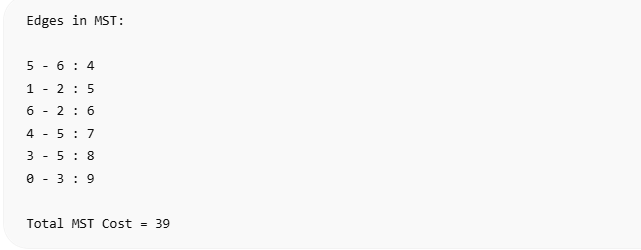 Edges in MST:
5 - 6 : 4
1 - 2 : 5
6 - 2 : 6
4 - 5 : 7
3 - 5 : 8
0 - 3 : 9
Total MST Cost = 39